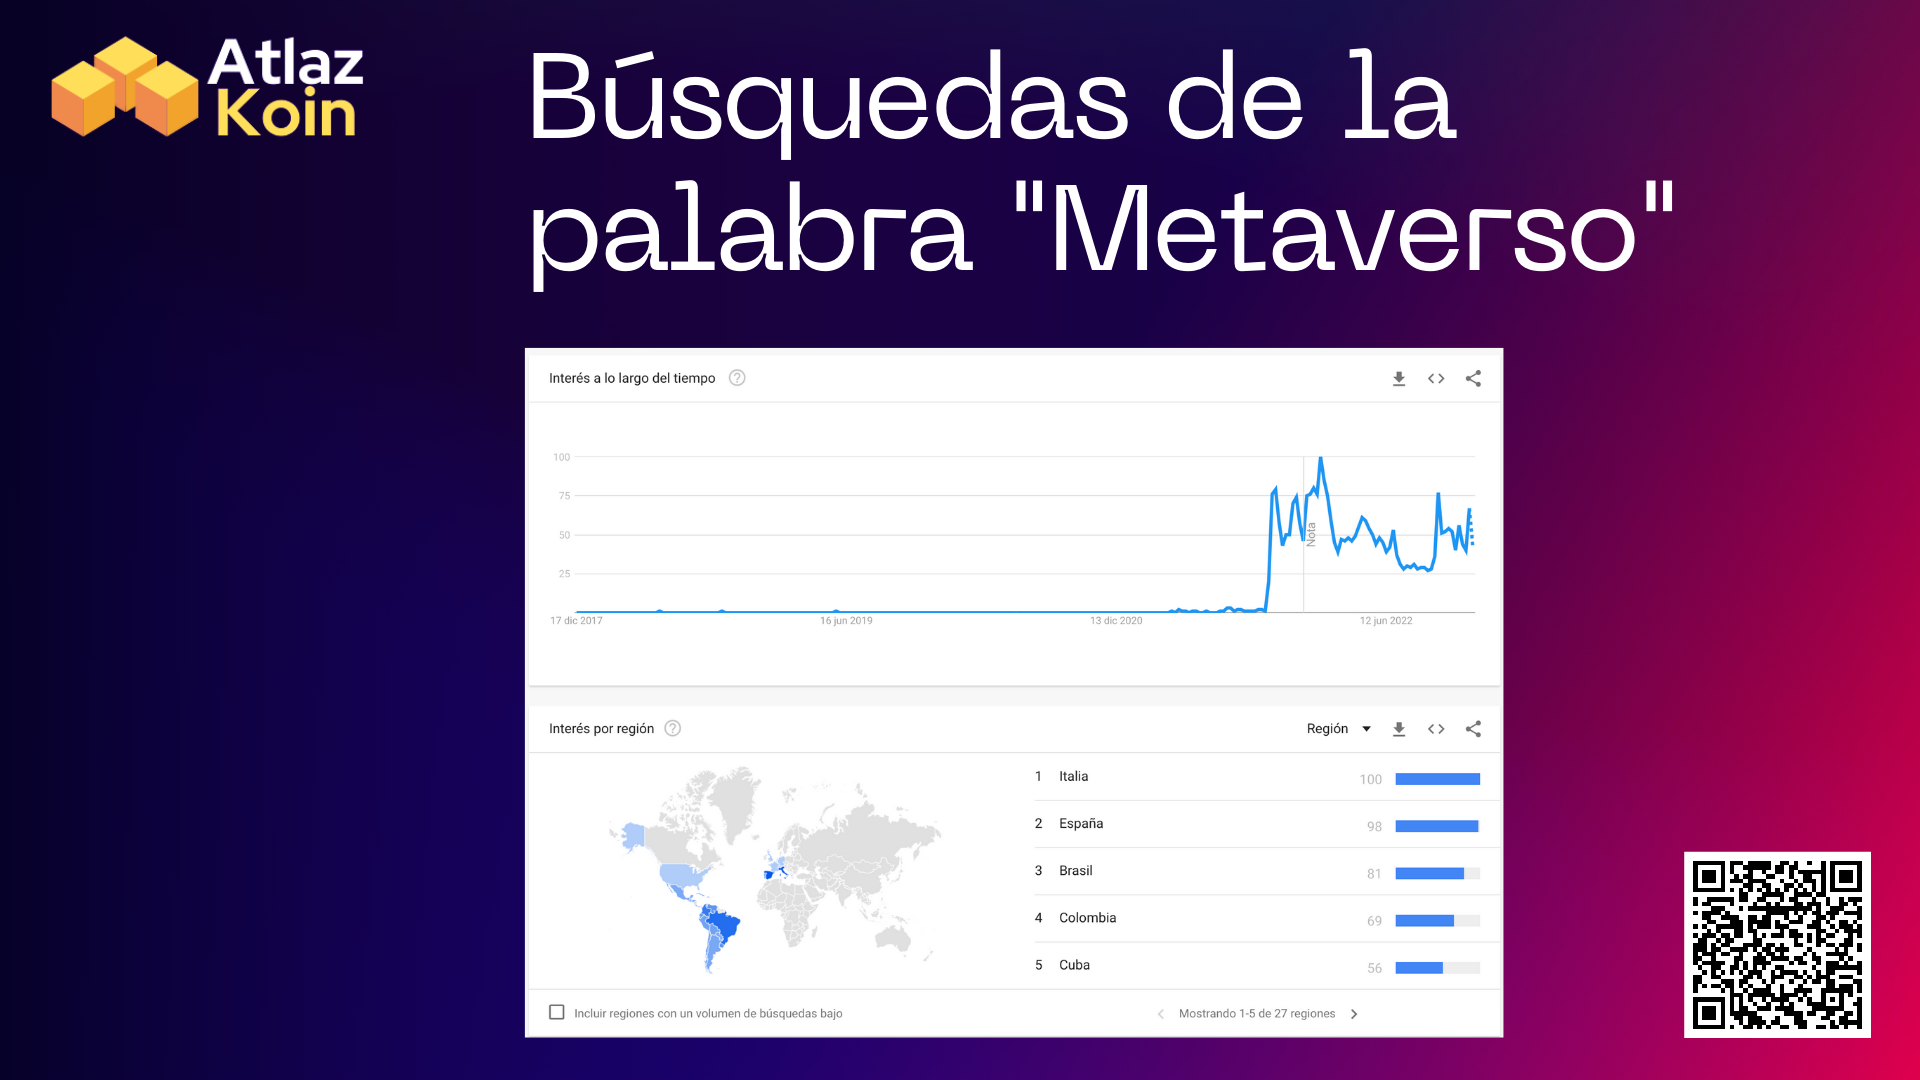 Atlaz
Koin
Búsquedas de la
palabra "Metaverso"
Interés a lo largo del tiempo
100
75
50
25
Nota
17 dic 2017
16 jun 2019
13 dic 2020
12 jun 2022
Interés por región
Región
1 Italia 100
2 España 98
3 Brasil 81
4 Colombia 69
5 Cuba 56
Incluir regiones con un volumen de búsquedas bajo
Mostrando 1-5 de 27 regiones